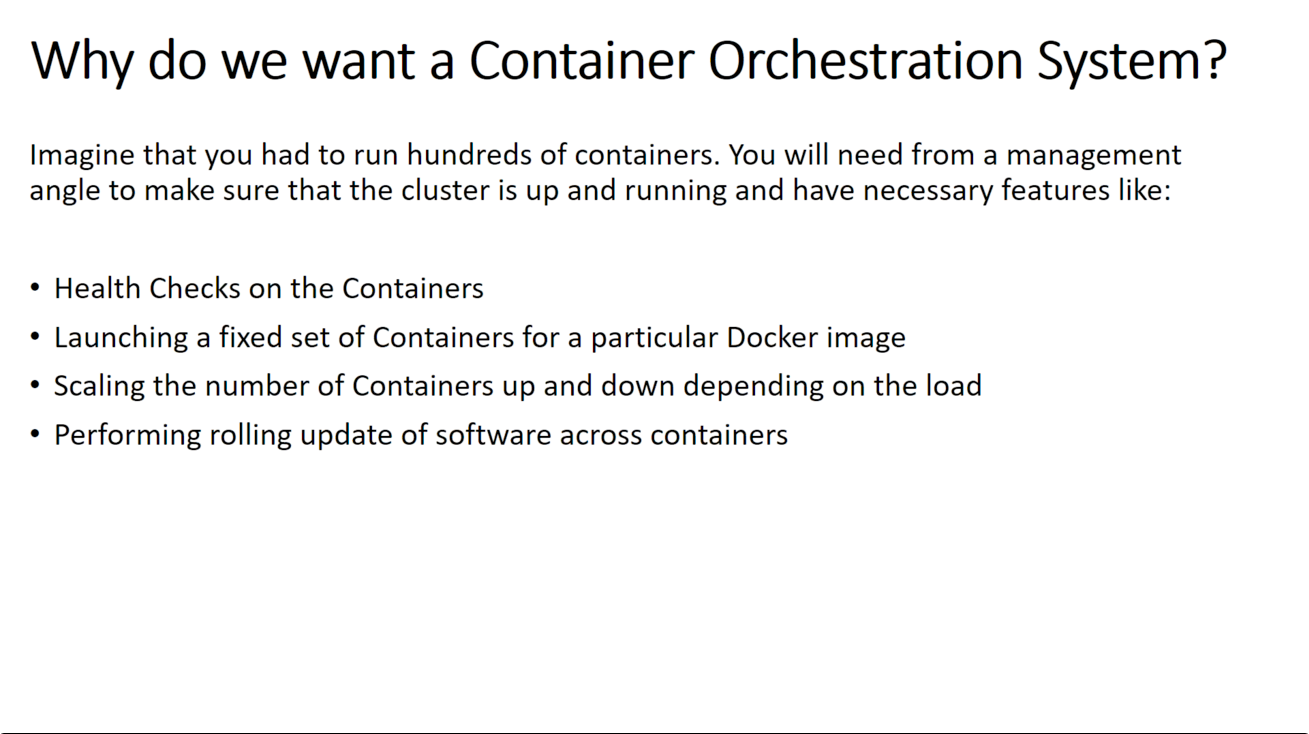 Why do we want a Container Orchestration System?
Imagine that you had to run hundreds of containers. You will need from a management
angle to make sure that the cluster is up and running and have necessary features like:
• Health Checks on the Containers
• Launching a fixed set of Containers for a particular Docker image
• Scaling the number of Containers up and down depending on the load
• Performing rolling update of software across containers